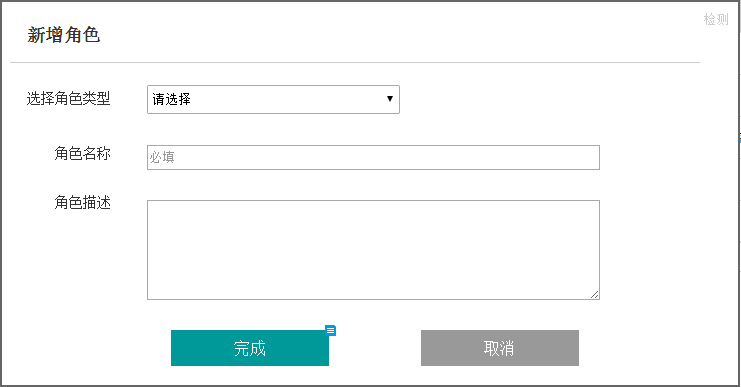 检测
新增角色
选择角色类型 请选择
角色名称 必填
角色描述
完成 取消